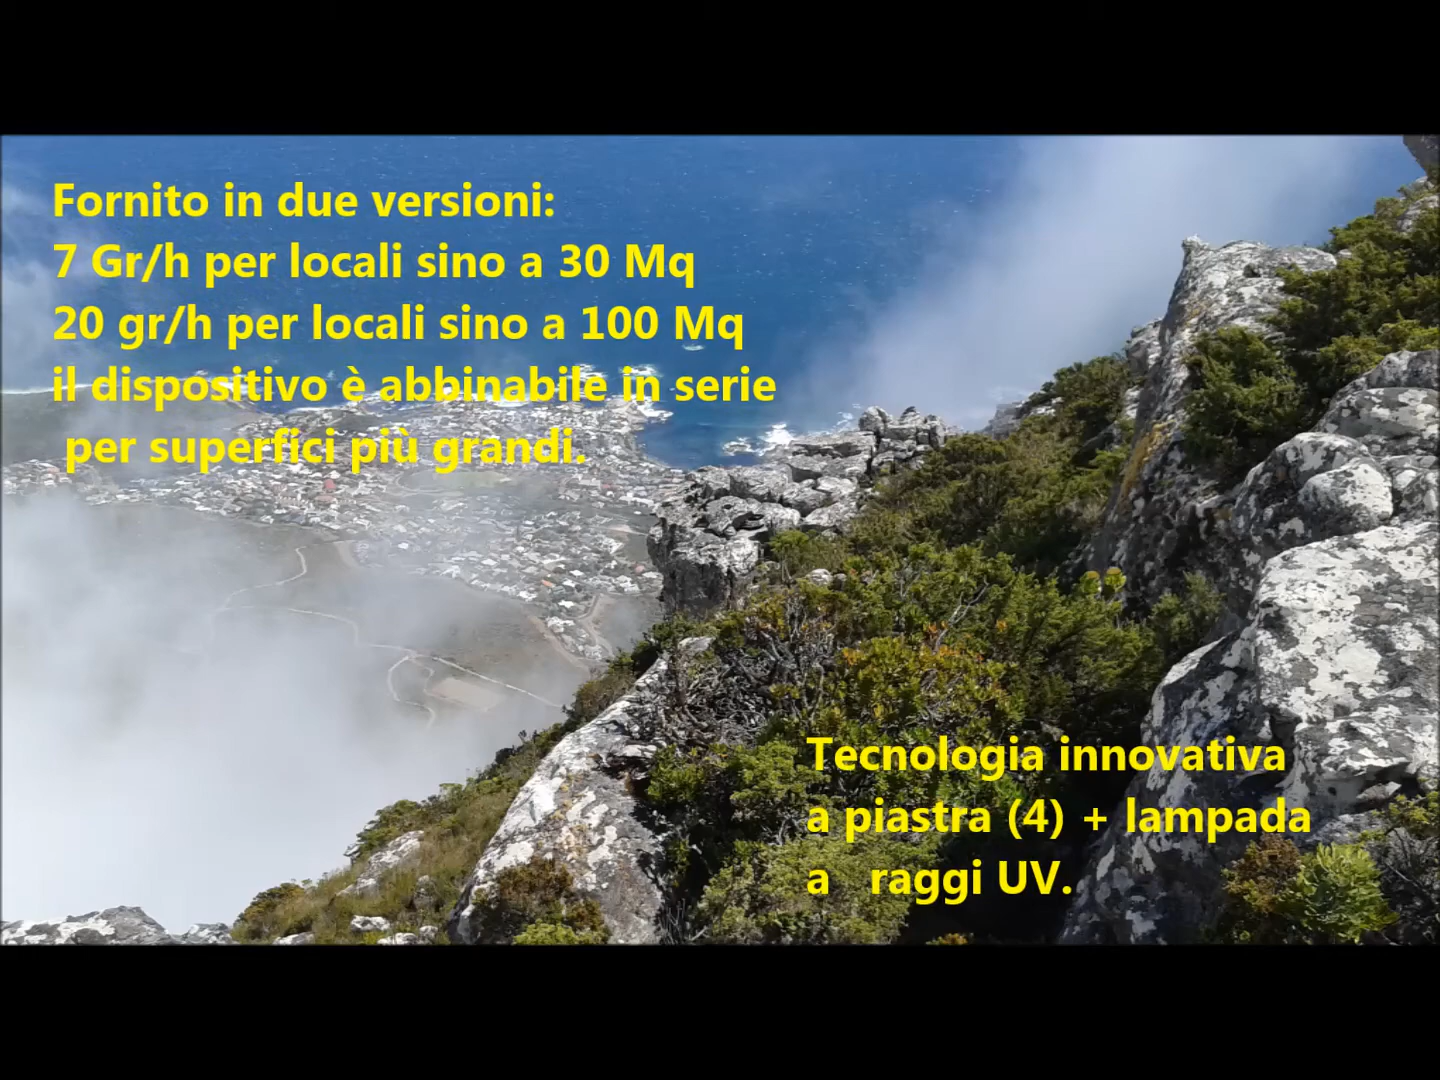 Fornito in due versioni:
7 Gr/h per locali sino a 30 Mq
20 gr/h per locali sino a 100 Mq
il dispositivo è abbinabile in serie
per superfici più grandi.
Tecnologia innovativa
a piastra (4) + lampada
a raggi UV.